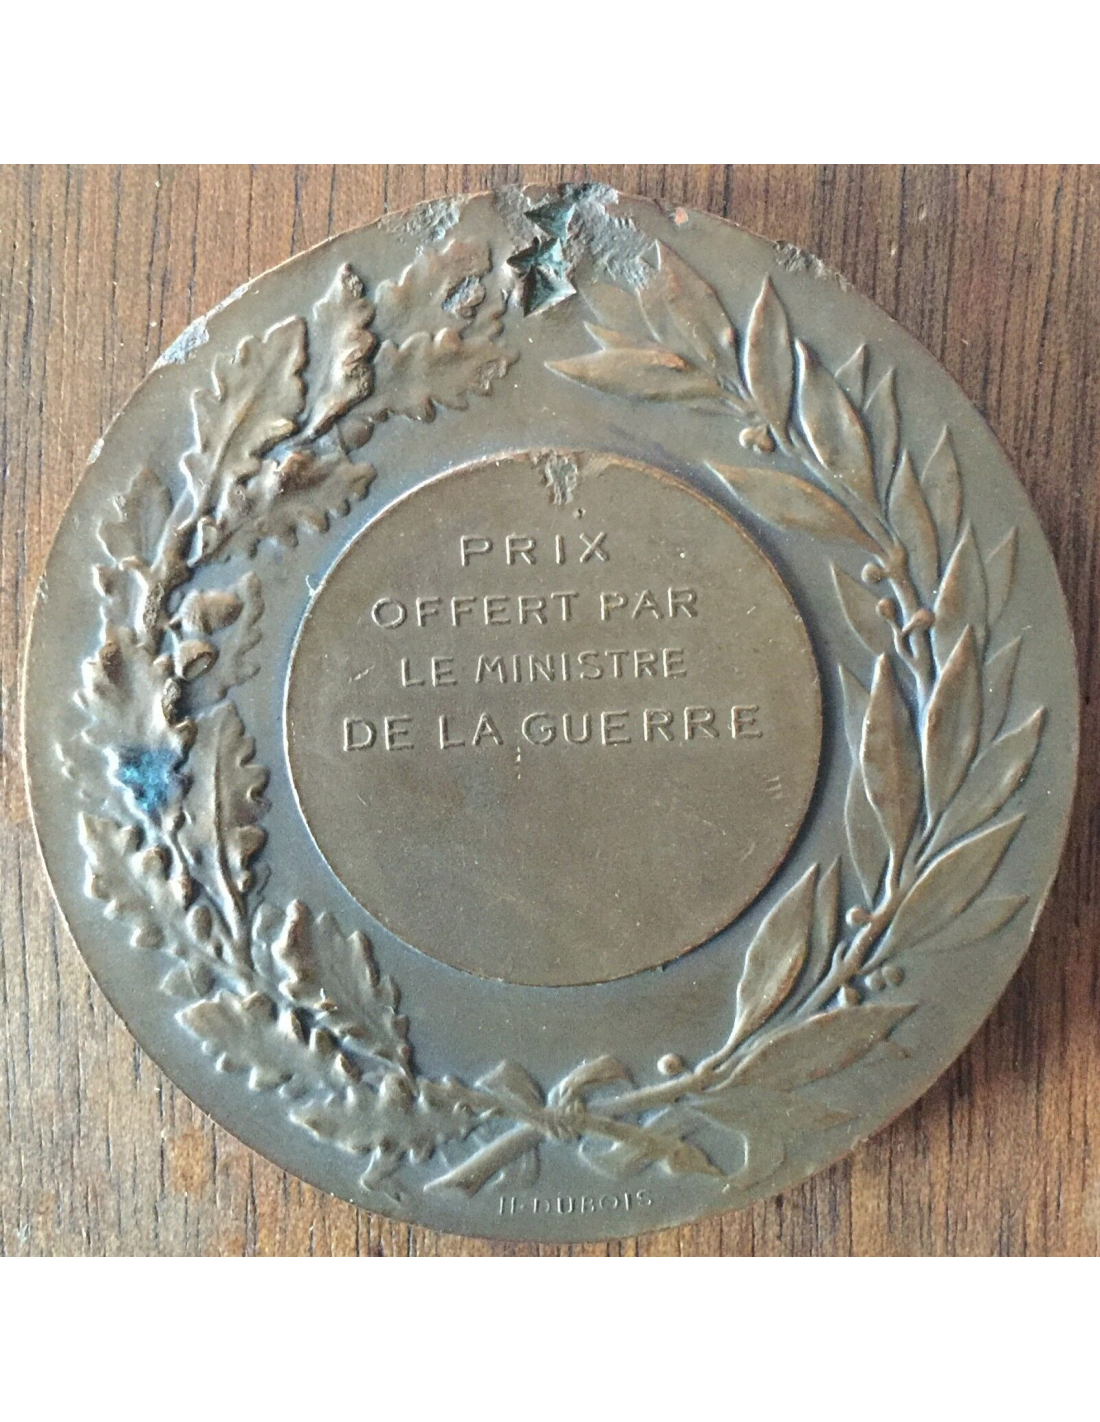 PRIX
OFFERT PAR
LE MINISTRE
DE LA GUERRE
H·DUBOIS